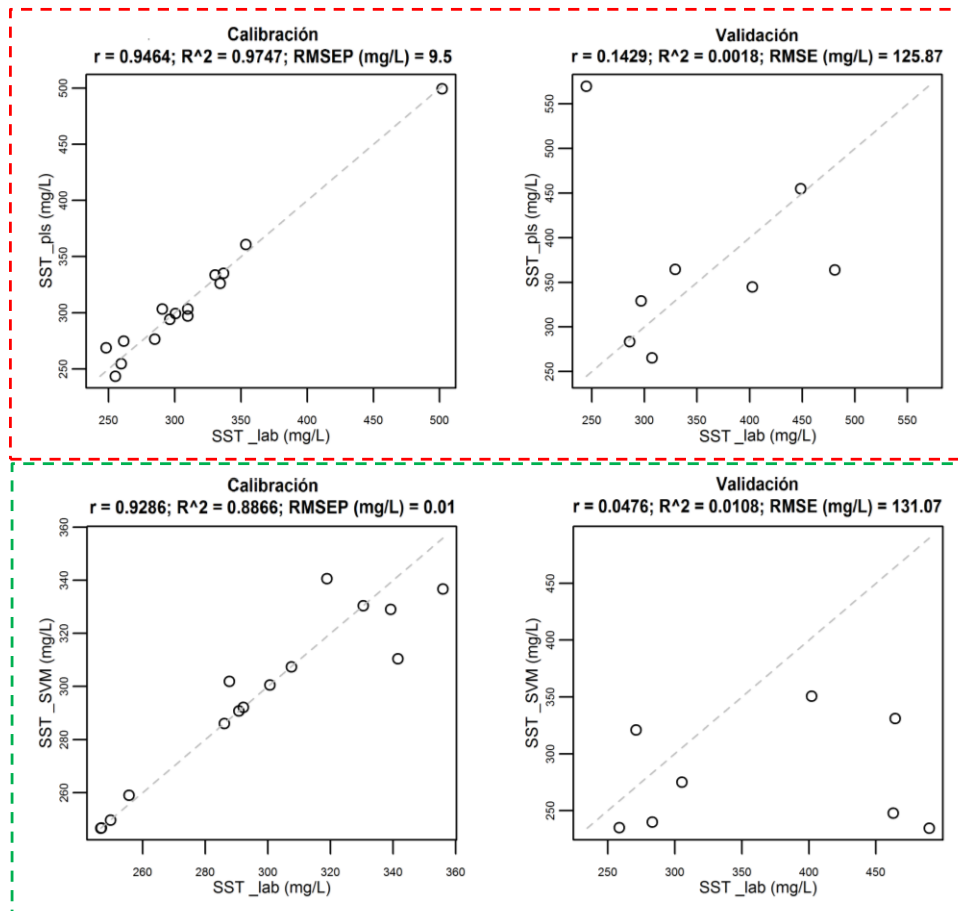 Calibración
r = 0.9464; R^2 = 0.9747; RMSEP (mg/L) = 9.5
SST _pls (mg/L)
500
450
400
350
300
250
250 300 350 400 450 500
SST _lab (mg/L)
Validación
r = 0.1429; R^2 = 0.0018; RMSE (mg/L) = 125.87
SST_pls (mg/L)
550
500
450
400
350
300
250
250 300 350 400 450 500 550
SST _lab (mg/L)
Calibración
r = 0.9286; R^2 = 0.8866; RMSEP (mg/L) = 0.01
SST _SVM (mg/L)
360
340
320
300
280
260
260 280 300 320 340 360
SST _lab (mg/L)
Validación
r = 0.0476; R^2 = 0.0108; RMSE (mg/L) = 131.07
SST _SVM (mg/L)
450
400
350
300
250
250 300 350 400 450
SST _lab (mg/L)